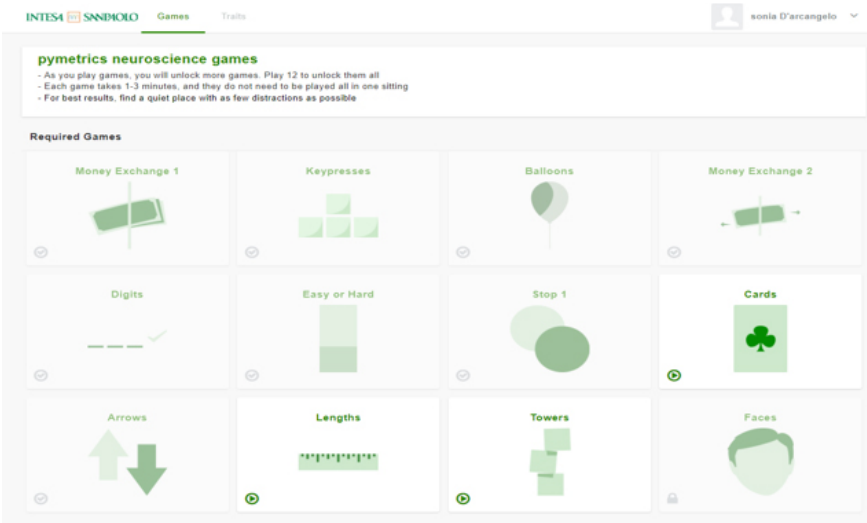 INTESA SANPAOLO Games Traits sonia D'arcangelo
pymetrics neuroscience games
- As you play games, you will unlock more games. Play 12 to unlock them all
- Each game takes 1-3 minutes, and they do not need to be played all in one sitting
- For best results, find a quiet place with as few distractions as possible
Required Games
Money Exchange 1 Keypresses Balloons Money Exchange 2
Digits Easy or Hard Stop 1 Cards
Arrows Lengths Towers Faces